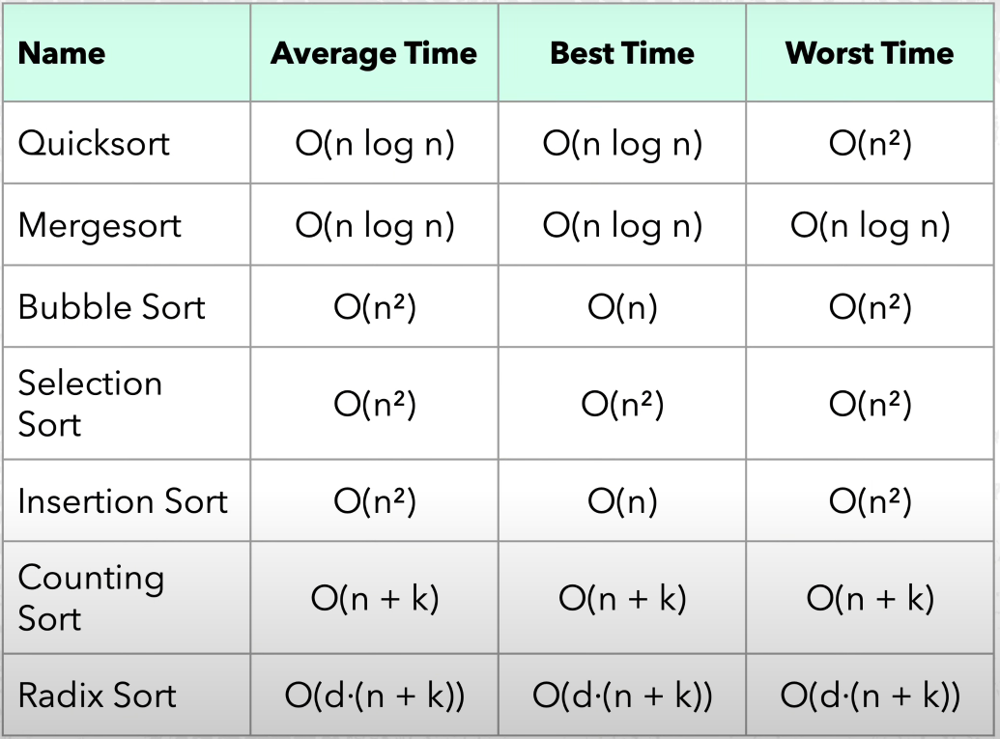 Name Average Time Best Time Worst Time
Quicksort O(n log n) O(n log n) O(n²)
Mergesort O(n log n) O(n log n) O(n log n)
Bubble Sort O(n²) O(n) O(n²)
Selection
Sort O(n²) O(n²) O(n²)
Insertion Sort O(n²) O(n) O(n²)
Counting
Sort O(n + k) O(n + k) O(n + k)
Radix Sort O(d·(n + k)) O(d·(n + k)) O(d·(n + k))